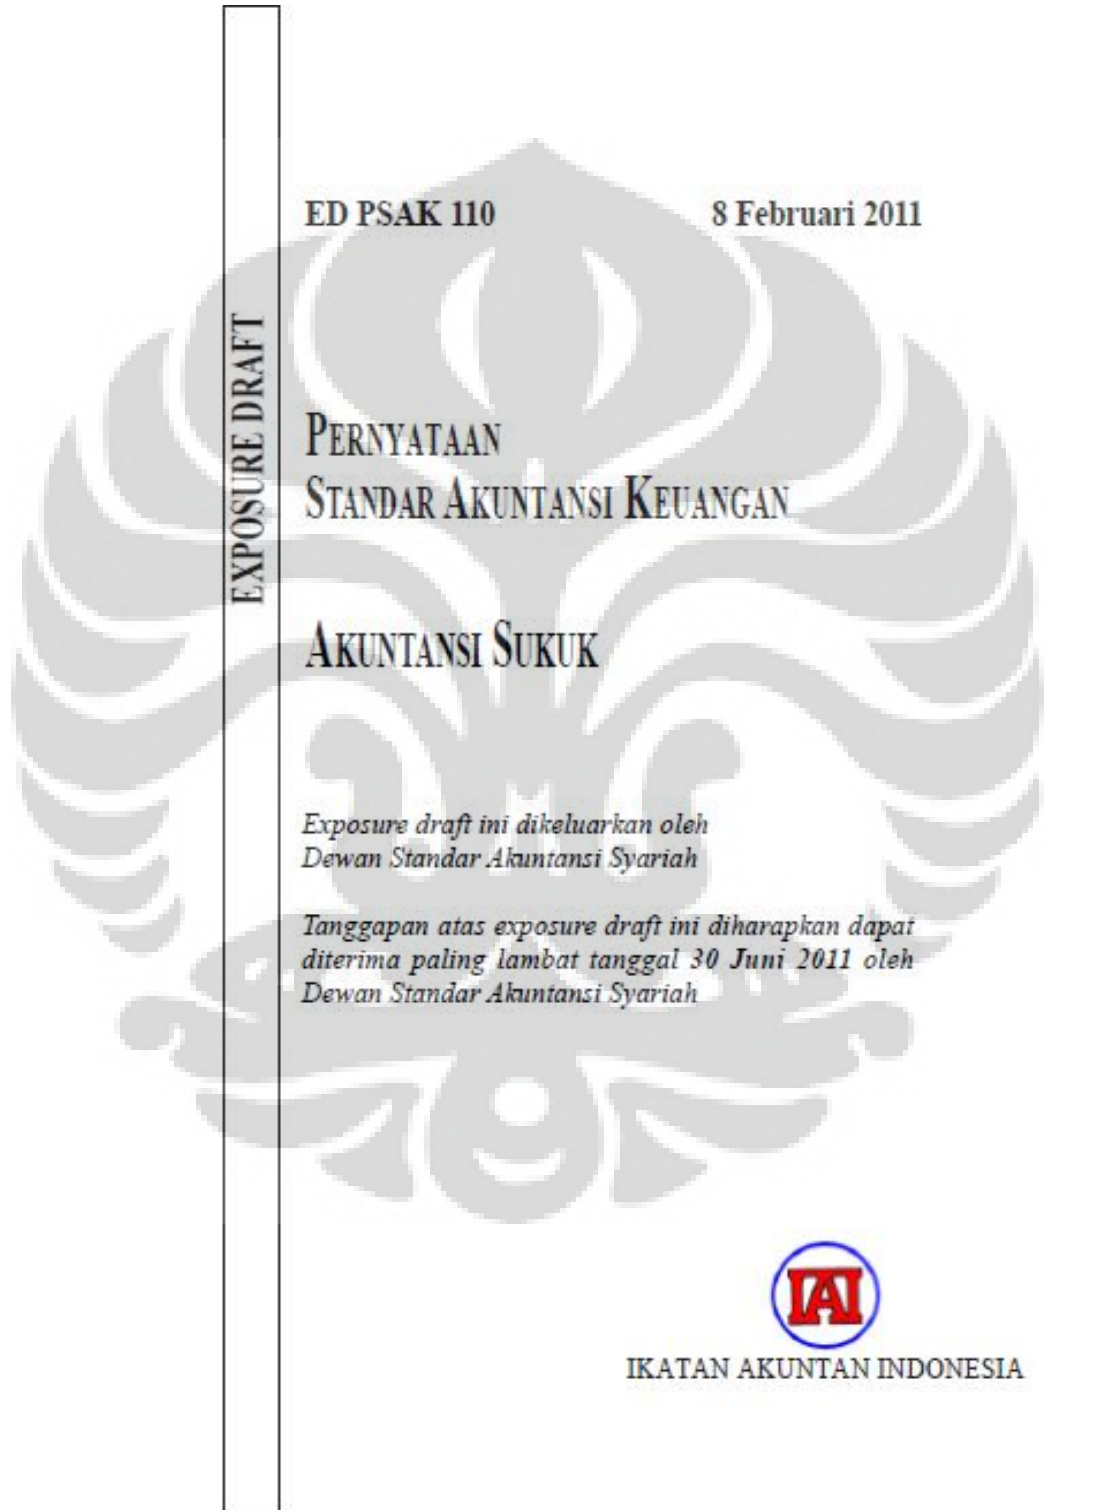 ED PSAK 110 8 Februari 2011
EXPOSURE DRAFT
PERNYATAAN
STANDAR AKUNTANSI KEUANGAN
AKUNTANSI SUKUK
Exposure draft ini dikeluarkan oleh
Dewan Standar Akuntansi Syariah
Tanggapan atas exposure draft ini diharapkan dapat
diterima paling lambat tanggal 30 Juni 2011 oleh
Dewan Standar Akuntansi Syariah
IAI
IKATAN AKUNTAN INDONESIA